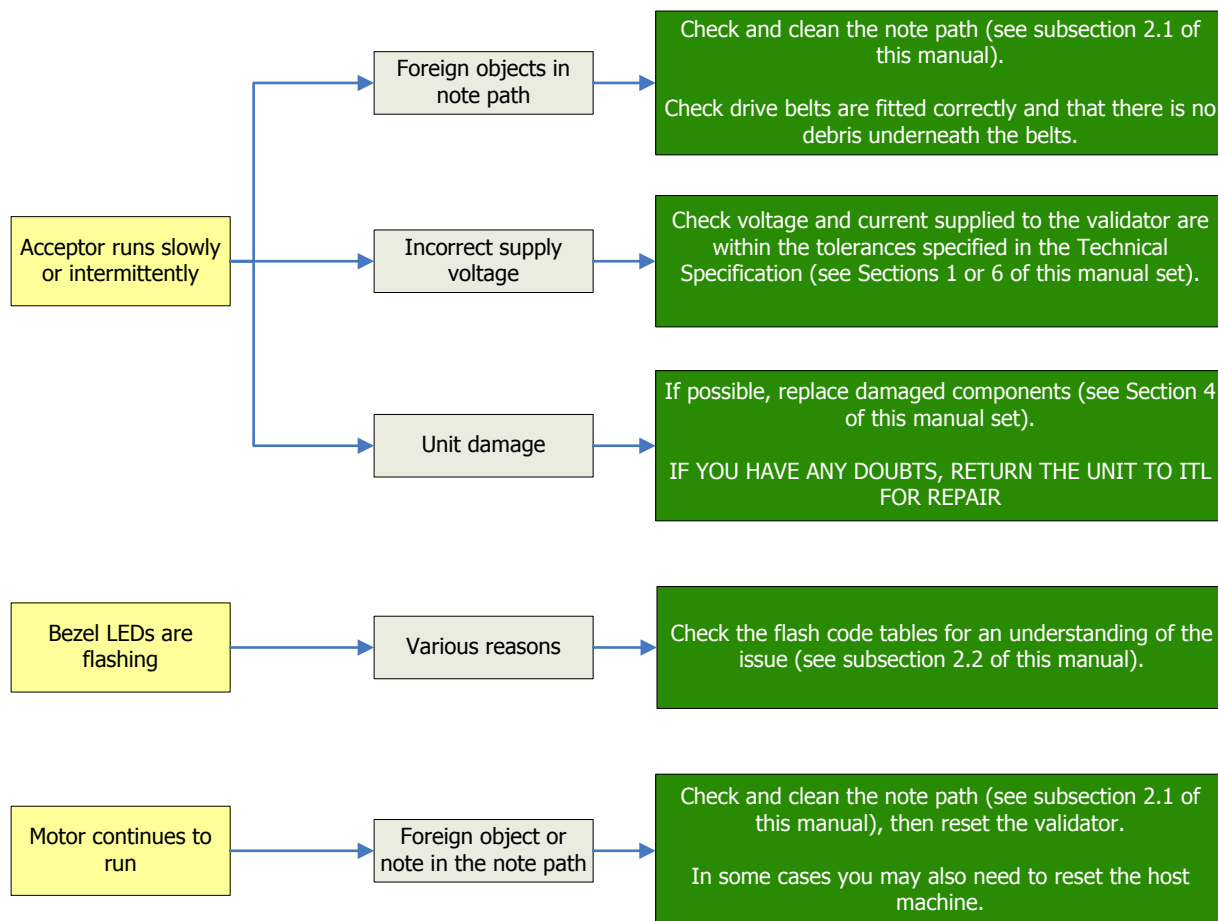 Foreign objects in
note path
Check and clean the note path (see subsection 2.1 of
this manual).
Check drive belts are fitted correctly and that there is no
debris underneath the belts.
Acceptor runs slowly
or intermittently
Incorrect supply
voltage
Check voltage and current supplied to the validator are
within the tolerances specified in the Technical
Specification (see Sections 1 or 6 of this manual set).
Unit damage
If possible, replace damaged components (see Section 4
of this manual set).
IF YOU HAVE ANY DOUBTS, RETURN THE UNIT TO ITL
FOR REPAIR
Bezel LEDs are
flashing
Various reasons
Check the flash code tables for an understanding of the
issue (see subsection 2.2 of this manual).
Motor continues to
run
Foreign object or
note in the note path
Check and clean the note path (see subsection 2.1 of
this manual), then reset the validator.
In some cases you may also need to reset the host
machine.